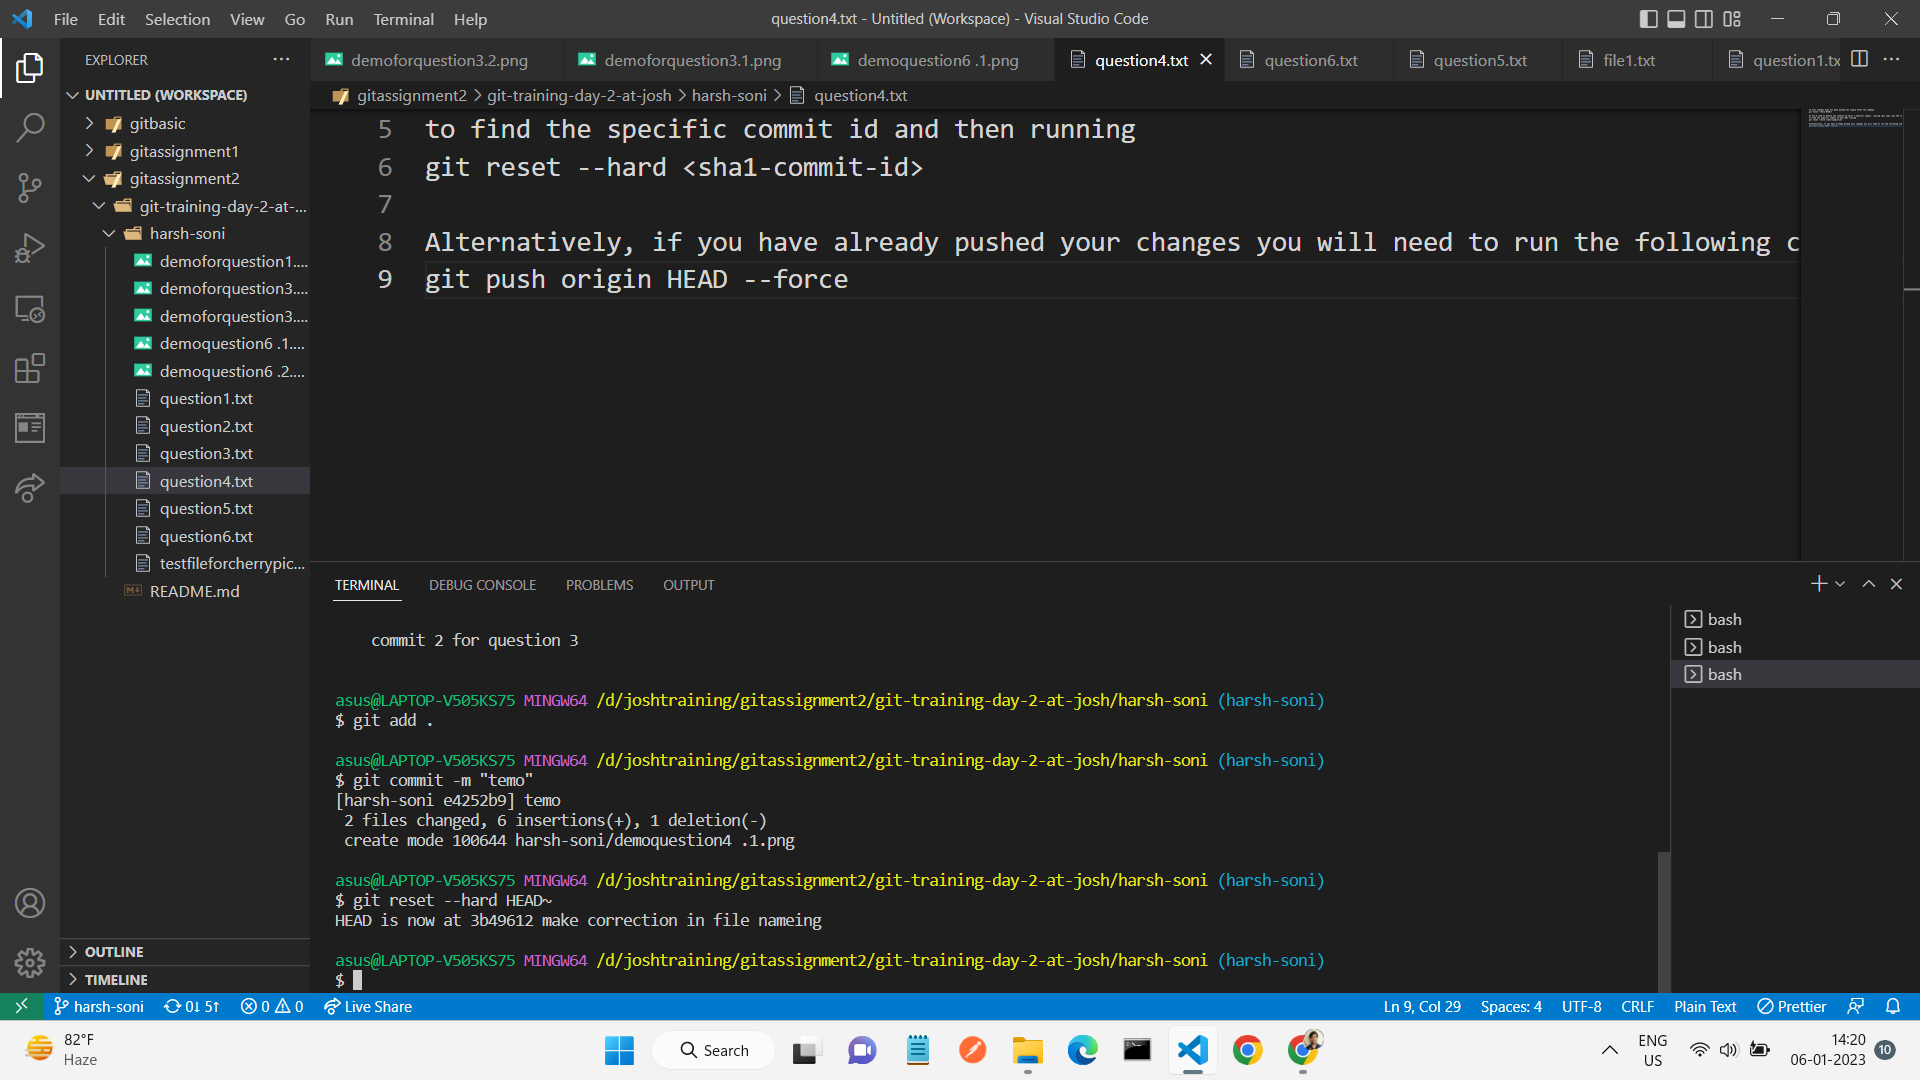 File Edit Selection View Go Run Terminal Help
question4.txt - Untitled (Workspace) - Visual Studio Code
EXPLORER
demoforquestion3.2.png
demoforquestion3.1.png
demoquestion6 .1.png
question4.txt
question6.txt
question5.txt
file1.txt
question1.tx
UNTITLED (WORKSPACE)
gitbasic
gitassignment1
gitassignment2
git-training-day-2-at-...
harsh-soni
demoforquestion1....
demoforquestion3....
demoforquestion3....
demoquestion6 .1....
demoquestion6 .2....
question1.txt
question2.txt
question3.txt
question4.txt
question5.txt
question6.txt
testfileforcherrypic...
README.md
OUTLINE
TIMELINE
gitassignment2 > git-training-day-2-at-josh > harsh-soni > question4.txt
5 to find the specific commit id and then running
6 git reset --hard <sha1-commit-id>
7
8 Alternatively, if you have already pushed your changes you will need to run the following c
9 git push origin HEAD --force
TERMINAL DEBUG CONSOLE PROBLEMS OUTPUT
commit 2 for question 3
asus@LAPTOP-V505KS75 MINGW64 /d/joshtraining/gitassignment2/git-training-day-2-at-josh/harsh-soni (harsh-soni)
$ git add .
asus@LAPTOP-V505KS75 MINGW64 /d/joshtraining/gitassignment2/git-training-day-2-at-josh/harsh-soni (harsh-soni)
$ git commit -m "temo"
[harsh-soni e4252b9] temo
2 files changed, 6 insertions(+), 1 deletion(-)
create mode 100644 harsh-soni/demoquestion4 .1.png
asus@LAPTOP-V505KS75 MINGW64 /d/joshtraining/gitassignment2/git-training-day-2-at-josh/harsh-soni (harsh-soni)
$ git reset --hard HEAD~
HEAD is now at 3b49612 make correction in file nameing
asus@LAPTOP-V505KS75 MINGW64 /d/joshtraining/gitassignment2/git-training-day-2-at-josh/harsh-soni (harsh-soni)
$
bash
bash
bash
harsh-soni 0↓ 5↑ 0 0 Live Share
Ln 9, Col 29 Spaces: 4 UTF-8 CRLF Plain Text Prettier
82°F
Haze
Search
ENG
US
14:20
06-01-2023
10